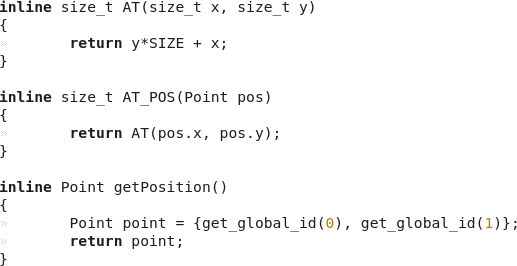 inline size_t AT(size_t x, size_t y)
{
»       return y*SIZE + x;
}

inline size_t AT_POS(Point pos)
{
»       return AT(pos.x, pos.y);
}

inline Point getPosition()
{
»       Point point = {get_global_id(0), get_global_id(1)};
»       return point;
}